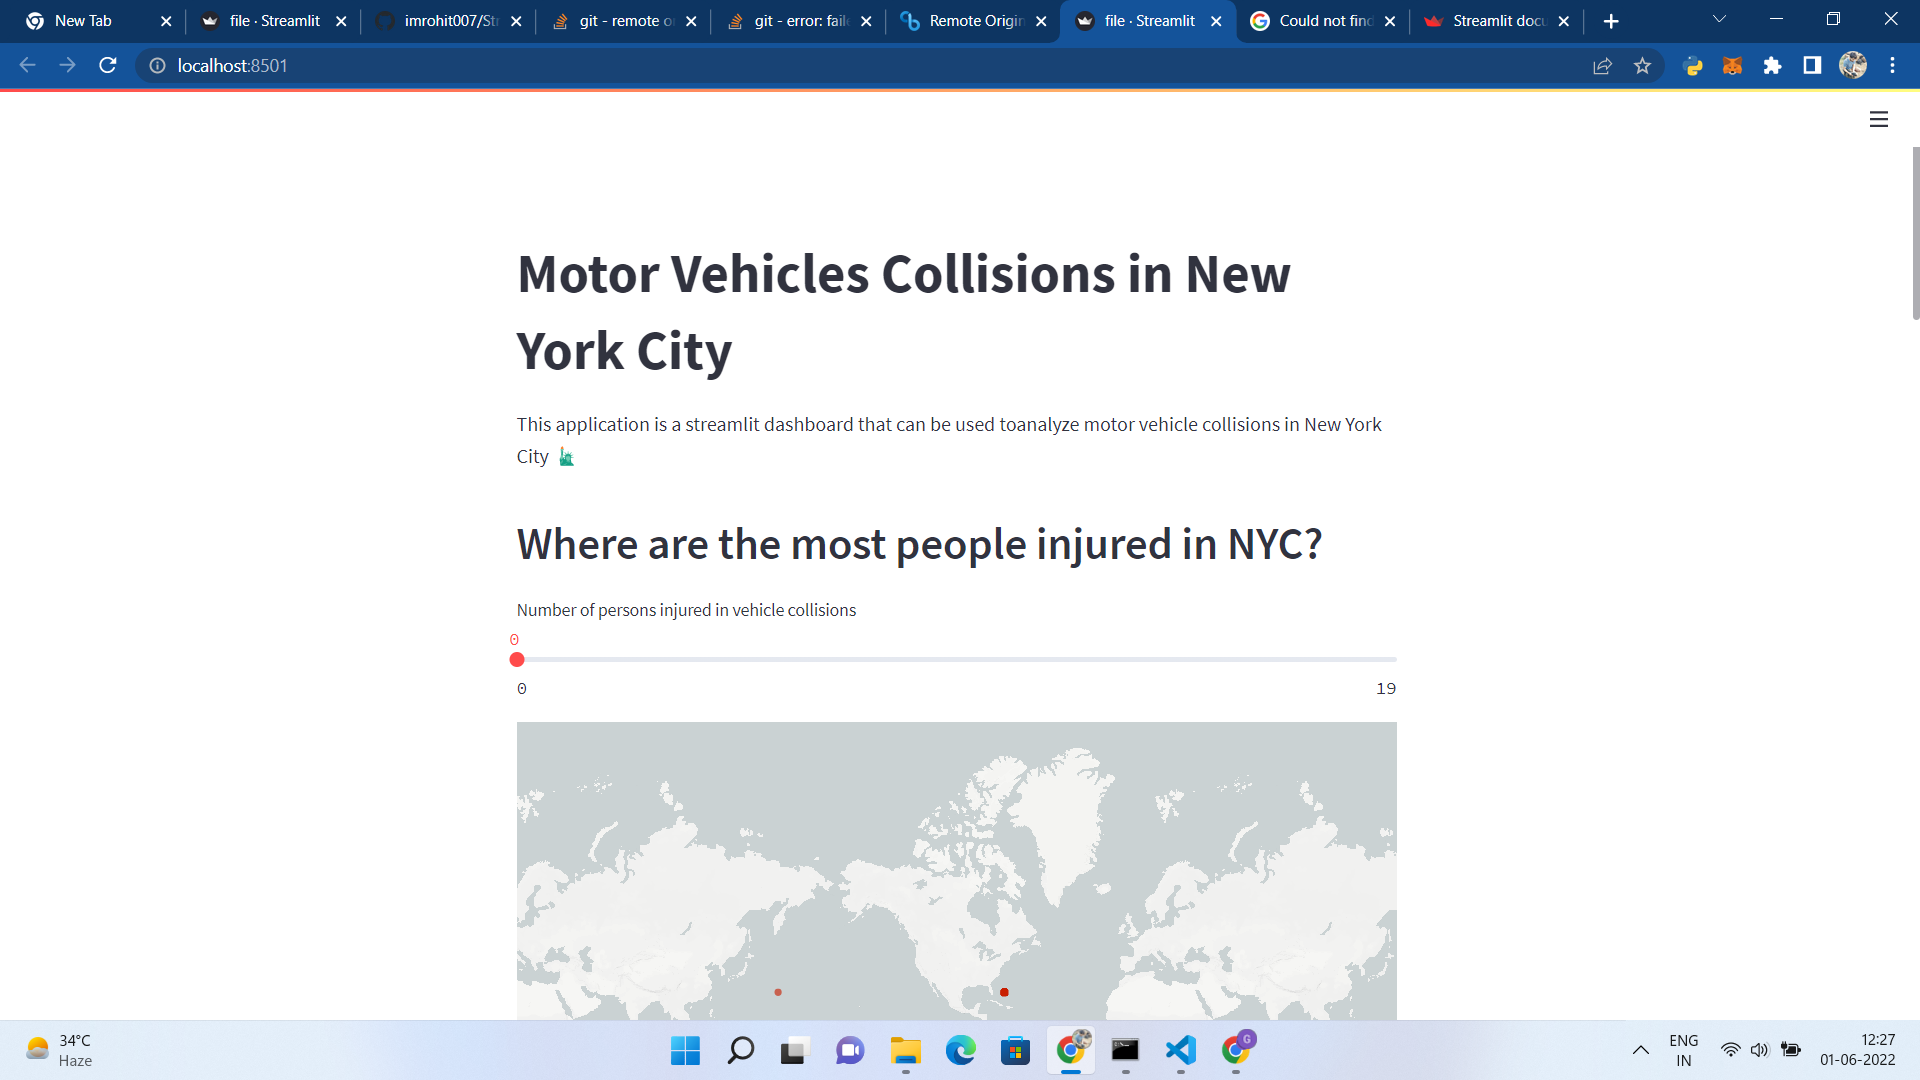 New Tab
file · Streamlit
imrohit007/Str
git - remote o
git - error: faile
Remote Origin
file · Streamlit
Could not find
Streamlit docu
localhost:8501
Motor Vehicles Collisions in New
York City
This application is a streamlit dashboard that can be used toanalyze motor vehicle collisions in New York
City
Where are the most people injured in NYC?
Number of persons injured in vehicle collisions
0
0
19
34°C
Haze
G
ENG
IN
12:27
01-06-2022